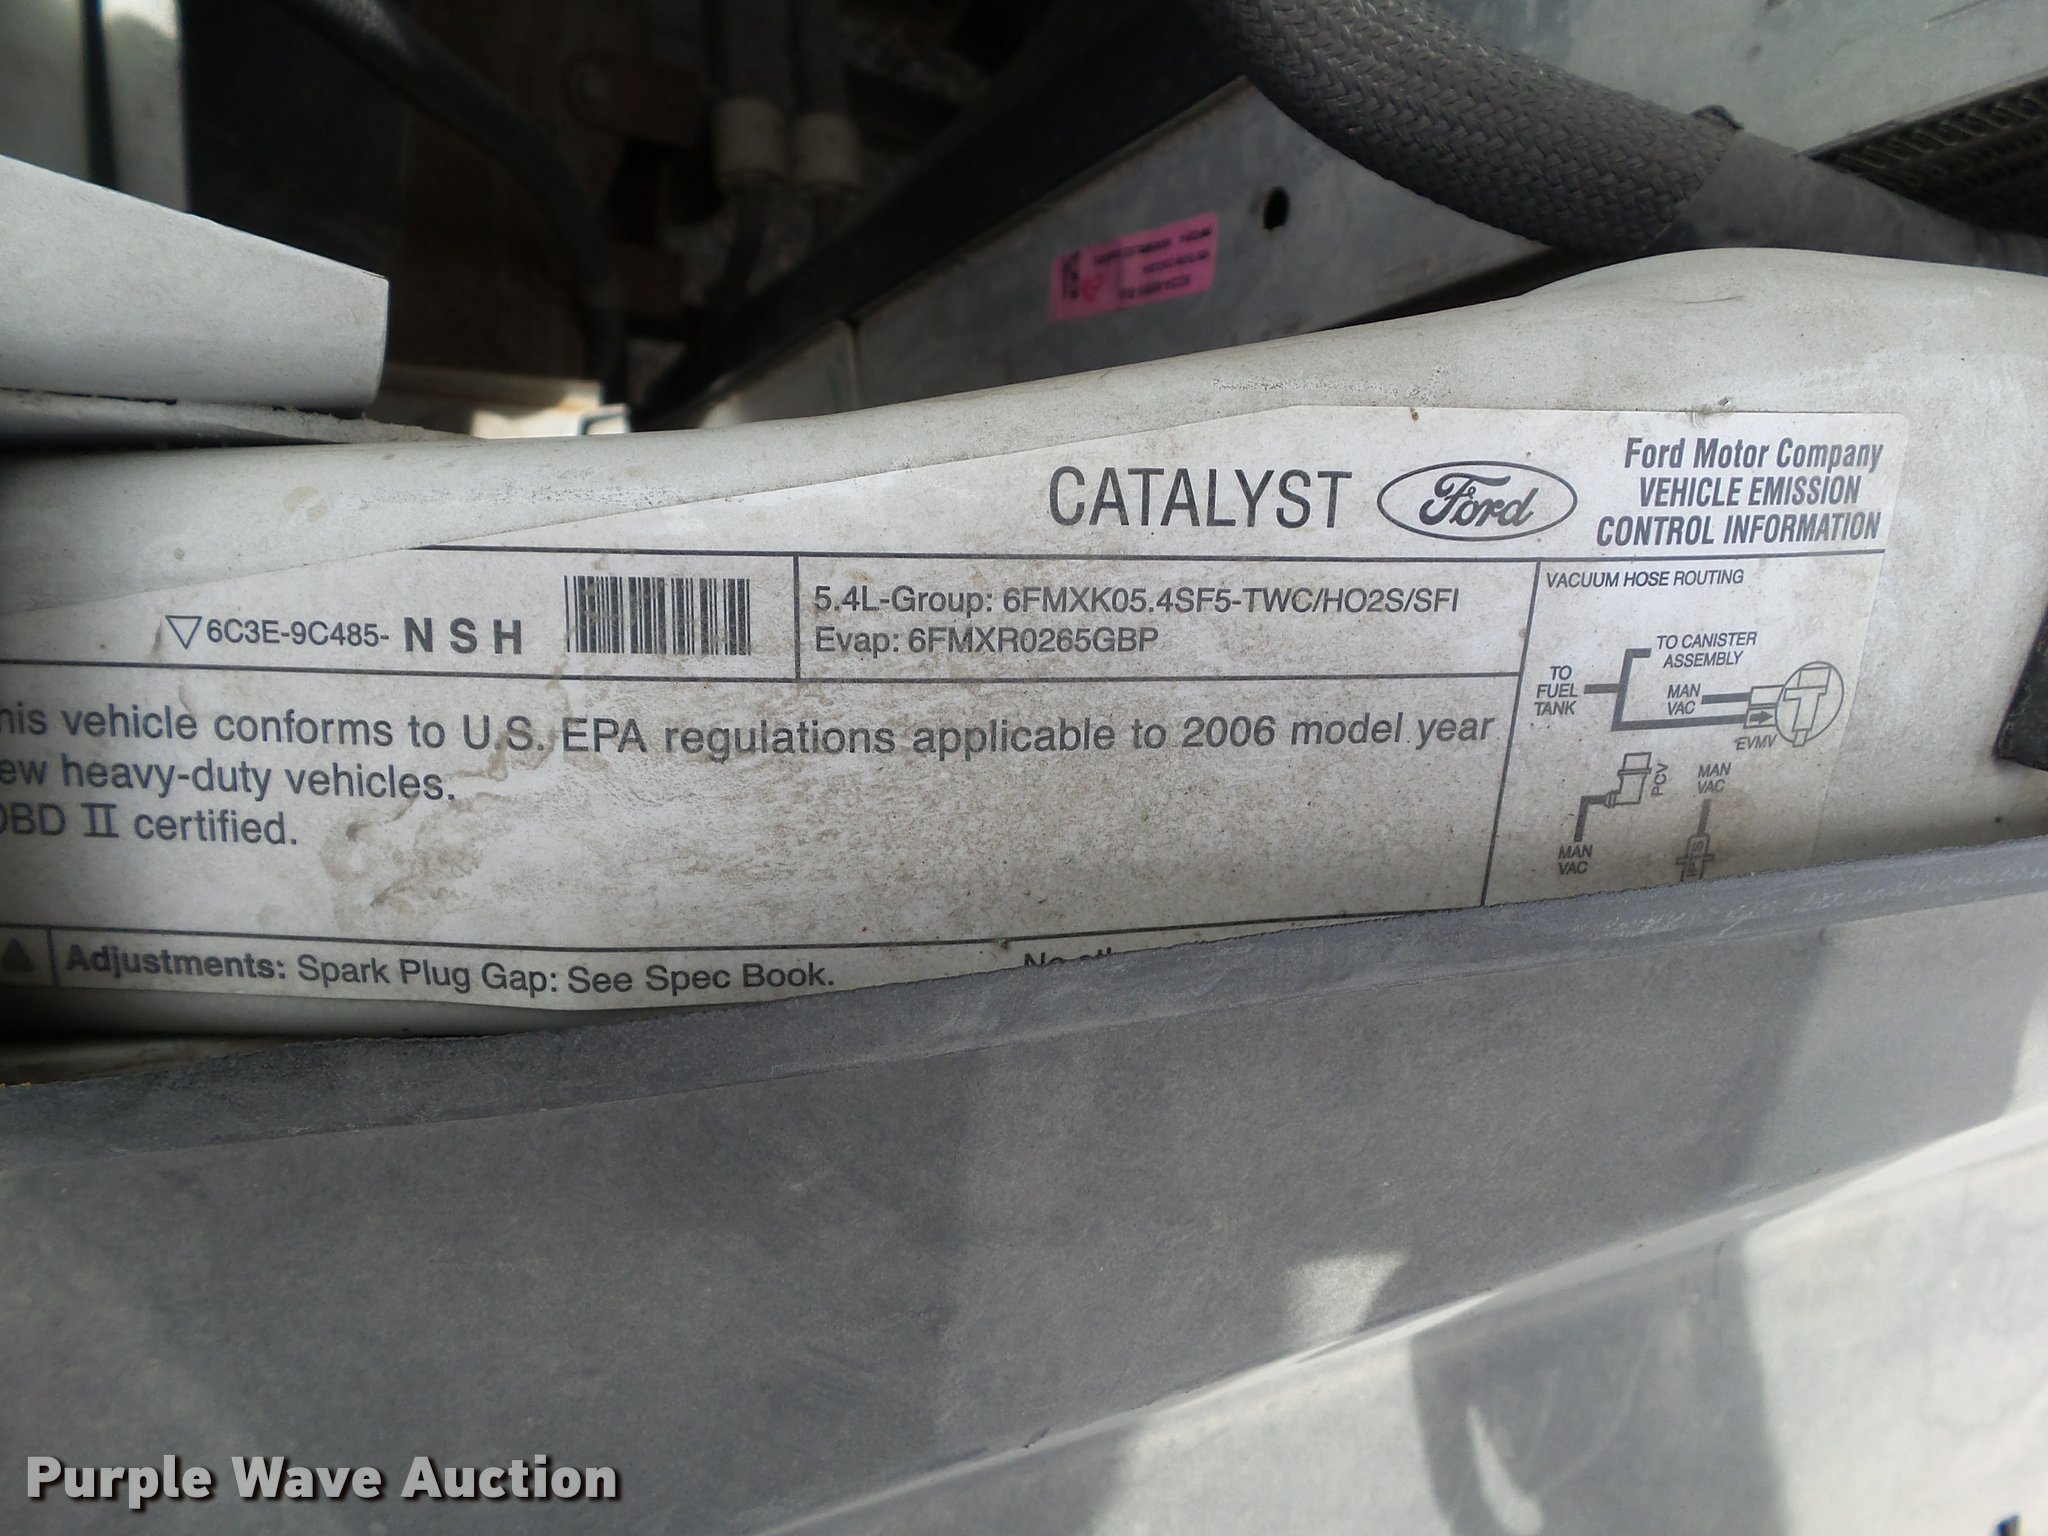 CATALYST
Ford
Ford Motor Company
VEHICLE EMISSION
CONTROL INFORMATION
6C3E-9C485- N S H
5.4L-Group: 6FMXK05.4SF5-TWC/HO2S/SFI
Evap: 6FMXR0265GBP
his vehicle conforms to U.S. EPA regulations applicable to 2006 model year
ew heavy-duty vehicles.
OBD II certified.
VACUUM HOSE ROUTING
TO CANISTER
ASSEMBLY
TO
FUEL
TANK
MAN
VAC
EVMV
PCV
MAN
VAC
MAN
VAC
Adjustments: Spark Plug Gap: See Spec Book.
No
Purple Wave Auction